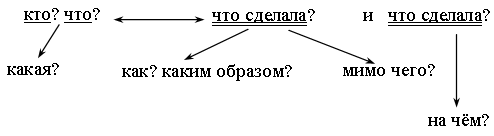 кто? что? что сделала? и что сделала?
какая? как? каким образом? мимо чего?
на чём?